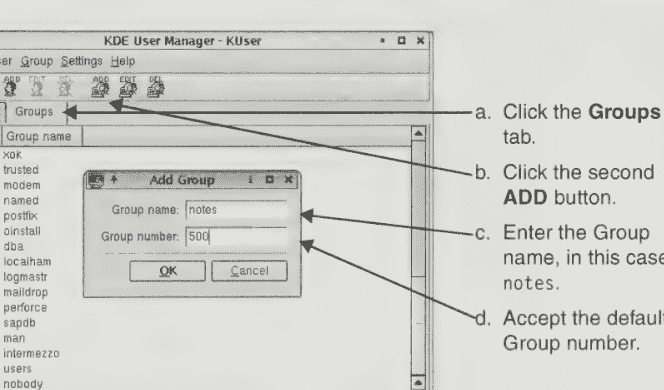 KDE User Manager - KUser
ser Group Settings Help
ADD EDIT DEL ADD EDIT DEL
Groups
Group name
xok
trusted
modem
named
postfix
oinstall
dba
localham
logmastr
maildrop
perforce
sapdb
man
intermezzo
users
nobody
Add Group
Group name: notes
Group number: 500
OK Cancel
a. Click the Groups
tab.
b. Click the second
ADD button.
c. Enter the Group
name, in this case
notes.
d. Accept the default
Group number.